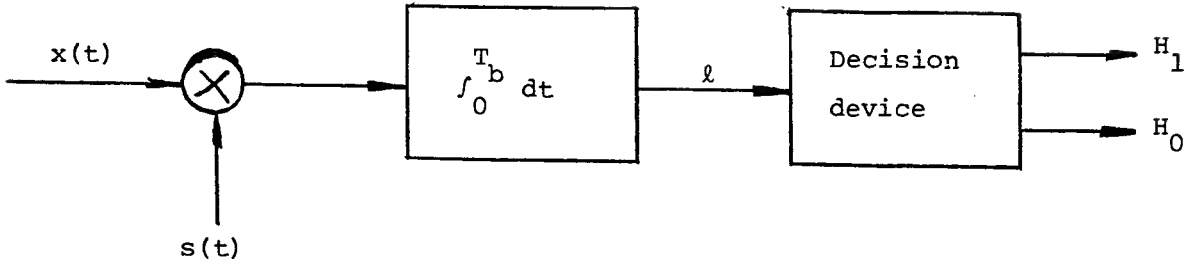 x(t)
s(t)
∫₀^T_b dt
ℓ
Decision
device
H₁
H₀